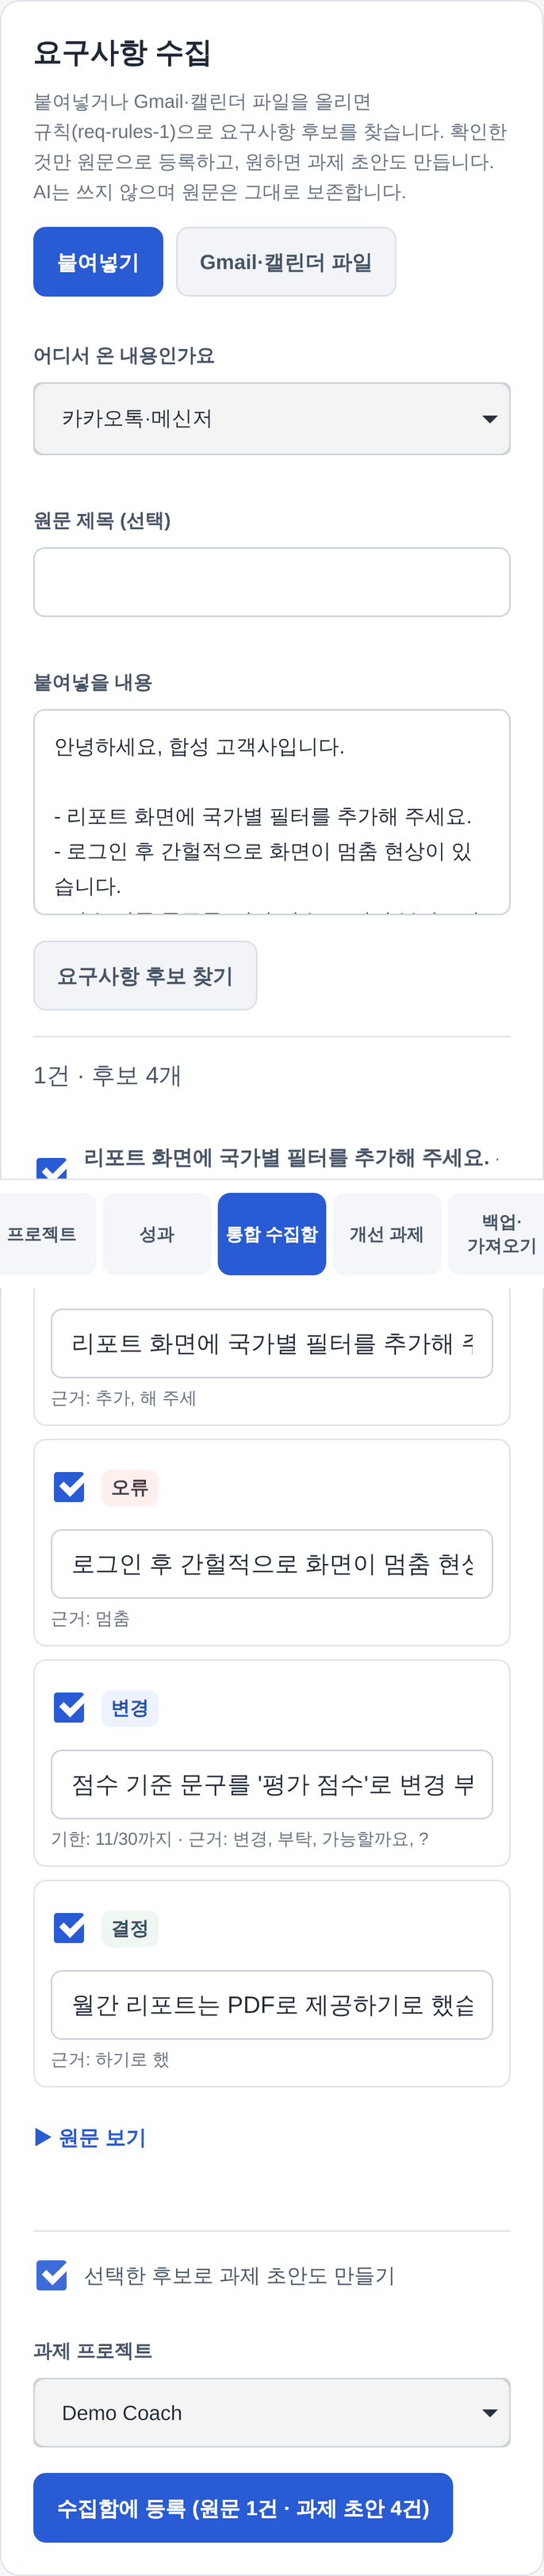 요구사항 수집
붙여넣거나 Gmail·캘린더 파일을 올리면
규칙(req-rules-1)으로 요구사항 후보를 찾습니다. 확인한
것만 원문으로 등록하고, 원하면 과제 초안도 만듭니다.
AI는 쓰지 않으며 원문은 그대로 보존합니다.
붙여넣기
Gmail·캘린더 파일
어디서 온 내용인가요
카카오톡·메신저
원문 제목 (선택)
붙여넣을 내용
안녕하세요, 합성 고객사입니다.
- 리포트 화면에 국가별 필터를 추가해 주세요.
- 로그인 후 간헐적으로 화면이 멈춤 현상이 있
습니다.
요구사항 후보 찾기
1건 · 후보 4개
리포트 화면에 국가별 필터를 추가해 주세요. ·
프로젝트
성과
통합 수집함
개선 과제
백업·
가져오기
리포트 화면에 국가별 필터를 추가해
근거: 추가, 해 주세
오류
로그인 후 간헐적으로 화면이 멈춤 현상
근거: 멈춤
변경
점수 기준 문구를 '평가 점수'로 변경 부
기한: 11/30까지 · 근거: 변경, 부탁, 가능할까요, ?
결정
월간 리포트는 PDF로 제공하기로 했습
근거: 하기로 했
▶ 원문 보기
선택한 후보로 과제 초안도 만들기
과제 프로젝트
Demo Coach
수집함에 등록 (원문 1건 · 과제 초안 4건)